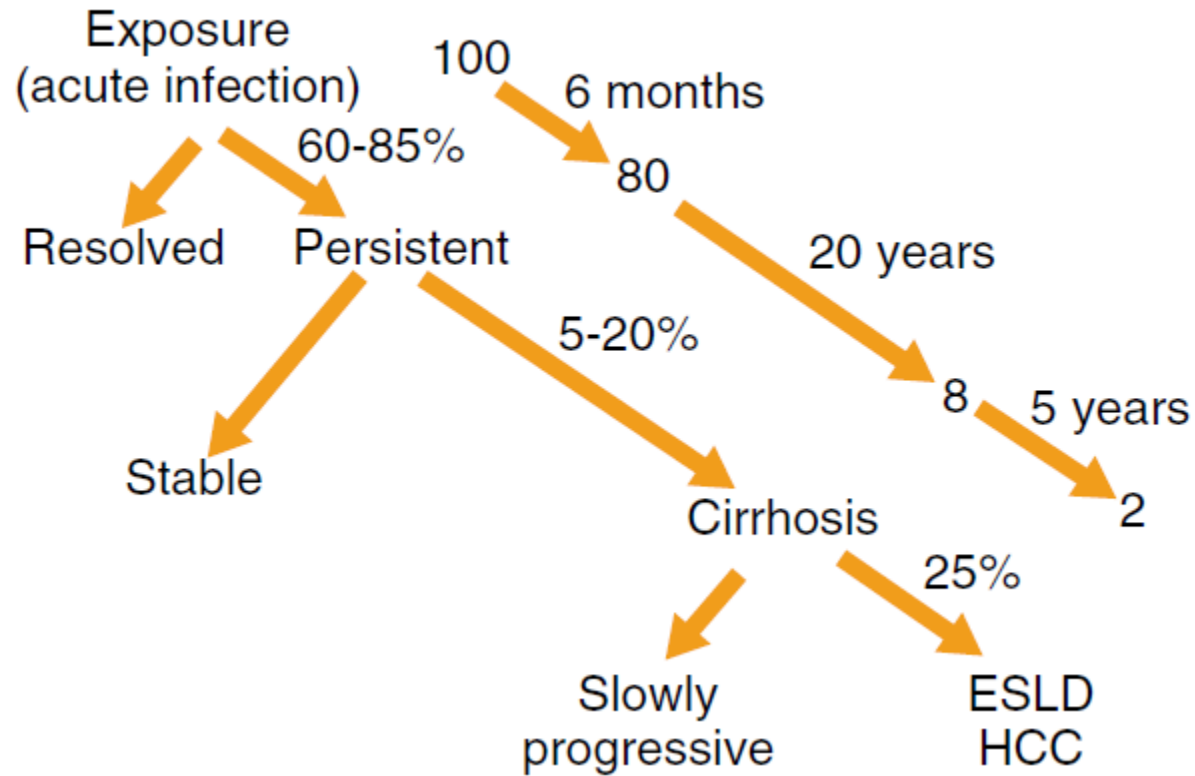 Exposure
(acute infection)
100
6 months
60-85%
80
Resolved
Persistent
20 years
5-20%
8
5 years
Stable
2
Cirrhosis
25%
Slowly
progressive
ESLD
HCC